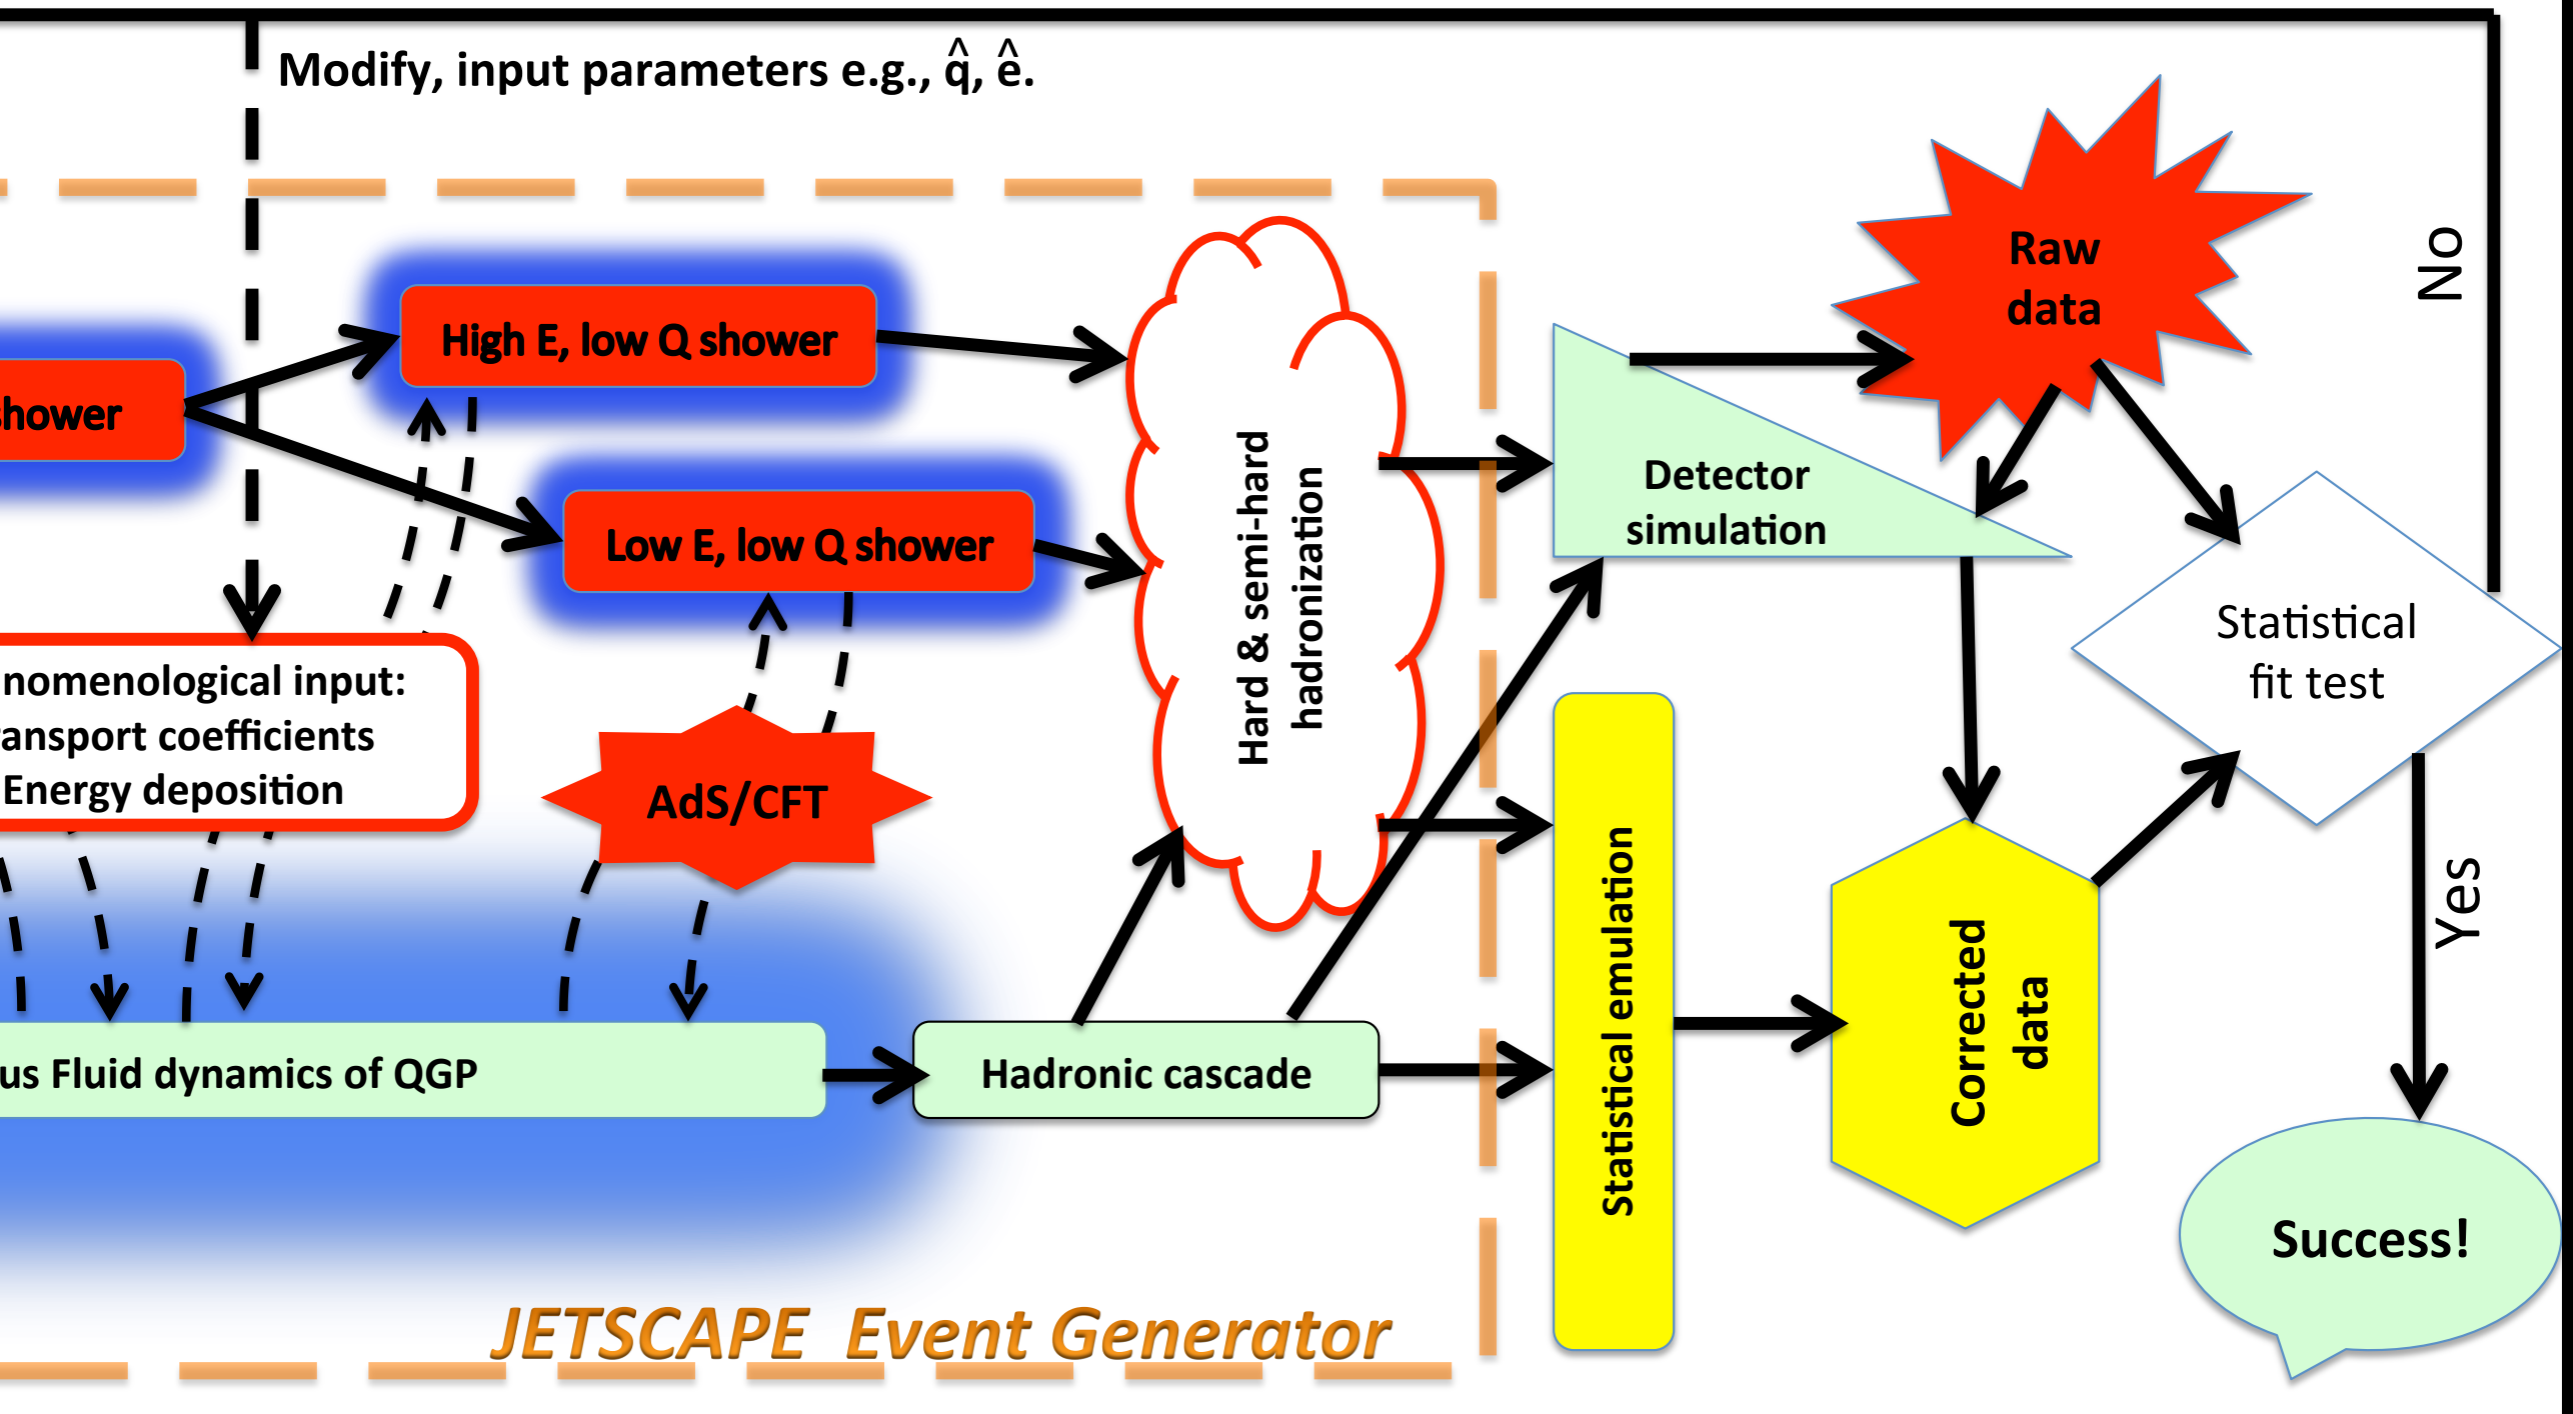 Modify, input parameters e.g., q̂, ê.
High E, low Q shower
shower
Low E, low Q shower
nomenological input:
ansport coefficients
Energy deposition
AdS/CFT
us Fluid dynamics of QGP
Hadronic cascade
Hard & semi-hard
hadronization
JETSCAPE Event Generator
Detector
simulation
Statistical emulation
Raw
data
Corrected
data
Statistical
fit test
No
Yes
Success!